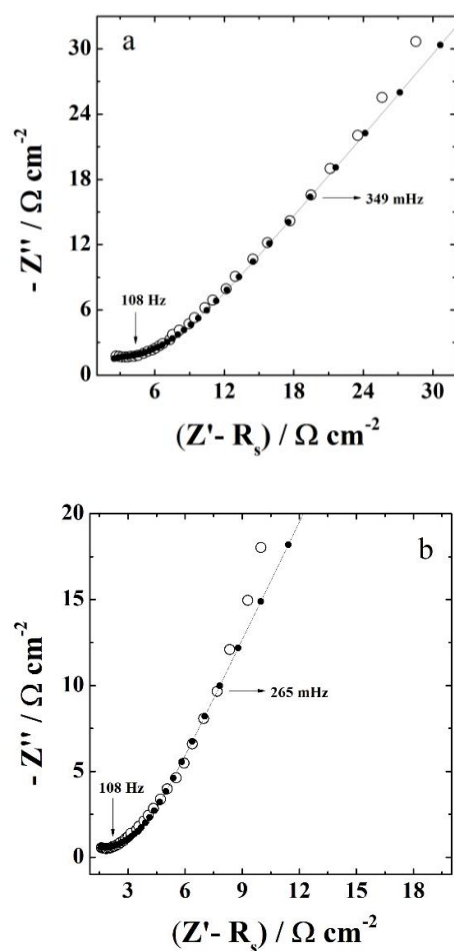 a
30
24
18
12
6
0
- Z'' / Ω cm⁻²
349 mHz
108 Hz
6 12 18 24 30
(Z'- Rₛ) / Ω cm⁻²
b
20
15
10
5
0
- Z'' / Ω cm⁻²
265 mHz
108 Hz
3 6 9 12 15 18
(Z'- Rₛ) / Ω cm⁻²